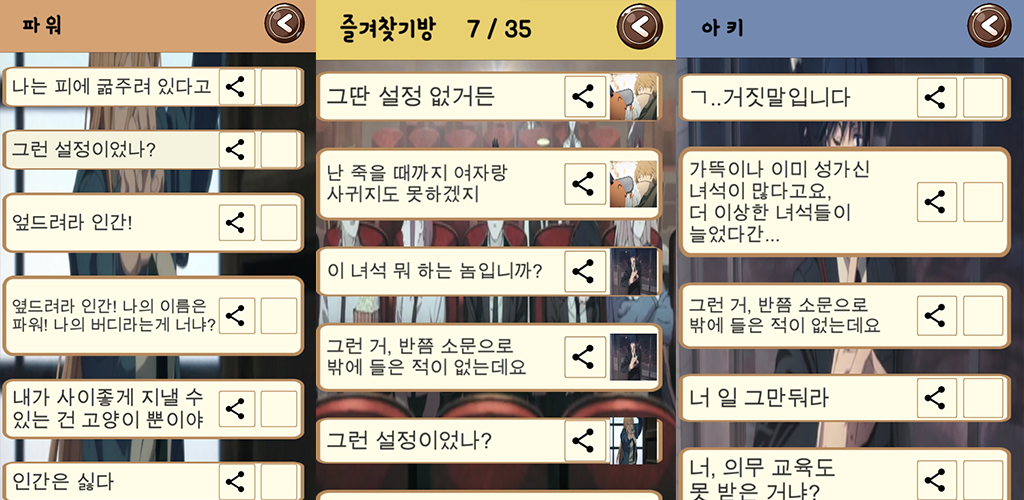 파워
나는 피에 굶주려 있다고
그런 설정이었나?
엎드려라 인간!
옆드려라 인간! 나의 이름은
파워! 나의 버디라는게 너냐?
내가 사이좋게 지낼 수
있는 건 고양이 뿐이야
인간은 싫다
즐겨찾기방 7 / 35
그딴 설정 없거든
난 죽을 때까지 여자랑
사귀지도 못하겠지
이 녀석 뭐 하는 놈입니까?
그런 거, 반쯤 소문으로
밖에 들은 적이 없는데요
그런 설정이었나?
아키
ㄱ..거짓말입니다
가뜩이나 이미 성가신
녀석이 많다고요,
더 이상한 녀석들이
늘었다간...
그런 거, 반쯤 소문으로
밖에 들은 적이 없는데요
너 일 그만둬라
너, 의무 교육도
못 받은 거냐?